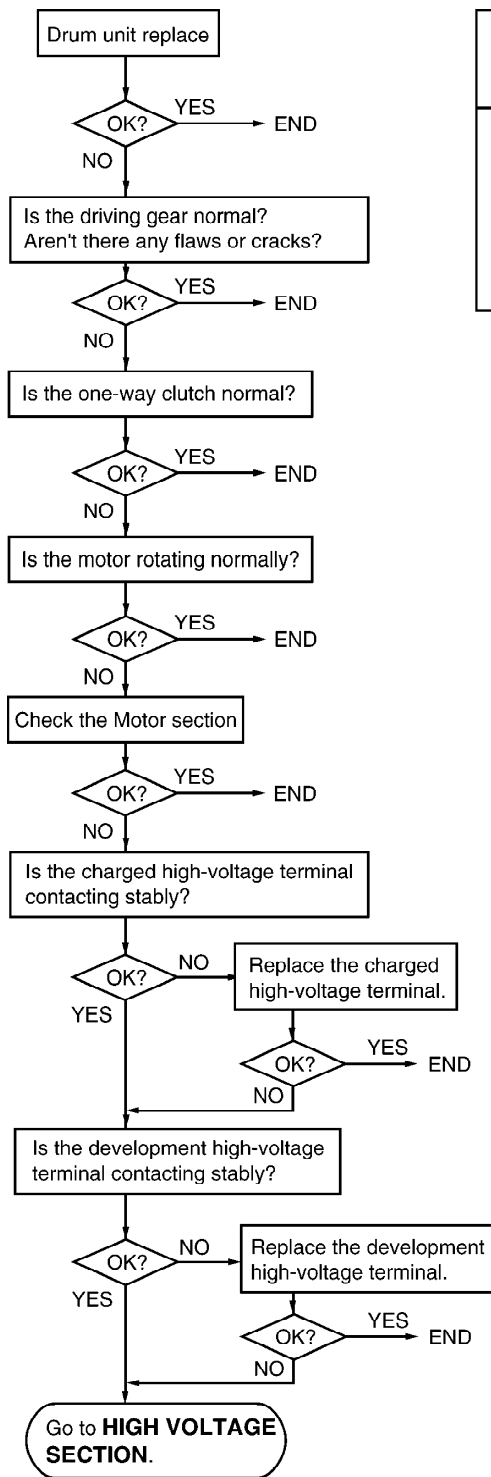 Drum unit replace
OK?
YES
END
NO
Is the driving gear normal?
Aren't there any flaws or cracks?
OK?
YES
END
NO
Is the one-way clutch normal?
OK?
YES
END
NO
Is the motor rotating normally?
OK?
YES
END
NO
Check the Motor section
OK?
YES
END
NO
Is the charged high-voltage terminal
contacting stably?
OK?
NO
YES
Replace the charged
high-voltage terminal.
OK?
YES
END
NO
Is the development high-voltage
terminal contacting stably?
OK?
NO
YES
Replace the development
high-voltage terminal.
OK?
YES
END
NO
Go to HIGH VOLTAGE
SECTION.